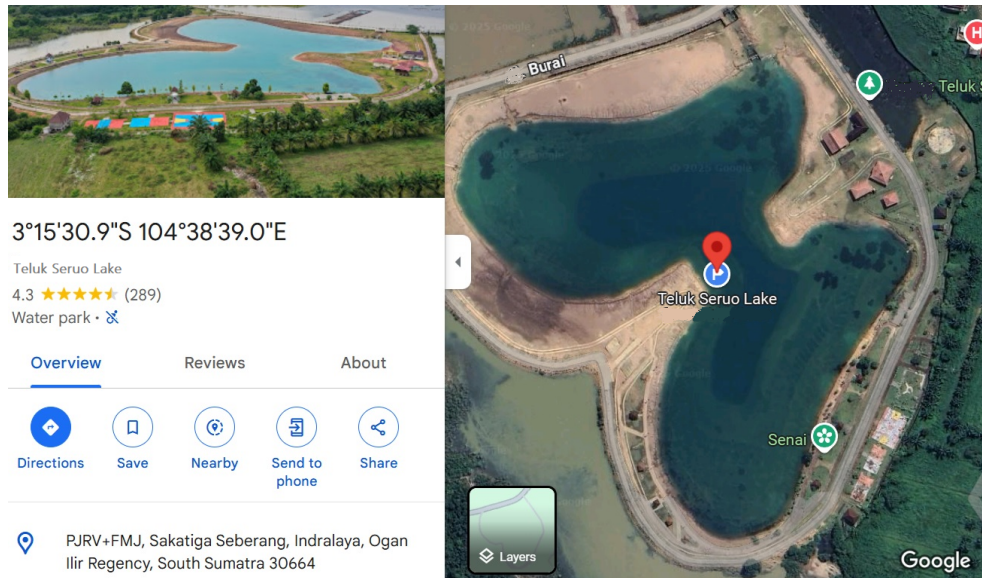 3°15'30.9"S 104°38'39.0"E
Teluk Seruo Lake
4.3 (289)
Water park ·
Overview Reviews About
Directions Save Nearby Send to phone Share
PJRV+FMJ, Sakatiga Seberang, Indralaya, Ogan
Ilir Regency, South Sumatra 30664
Burai
Teluk S
H
P
Teluk Seruo Lake
Senai
Layers
Google
© 2025 Google